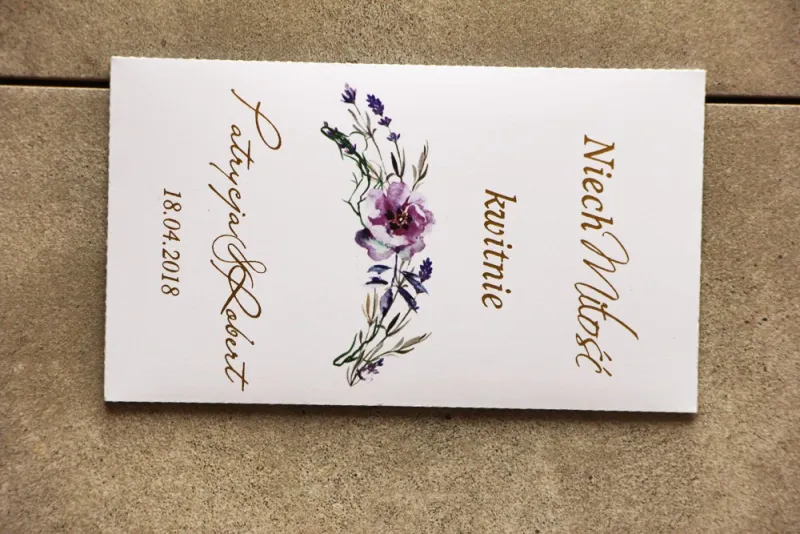 Niech Miłość
kwitnie
Patrycja & Robert
18.04.2018